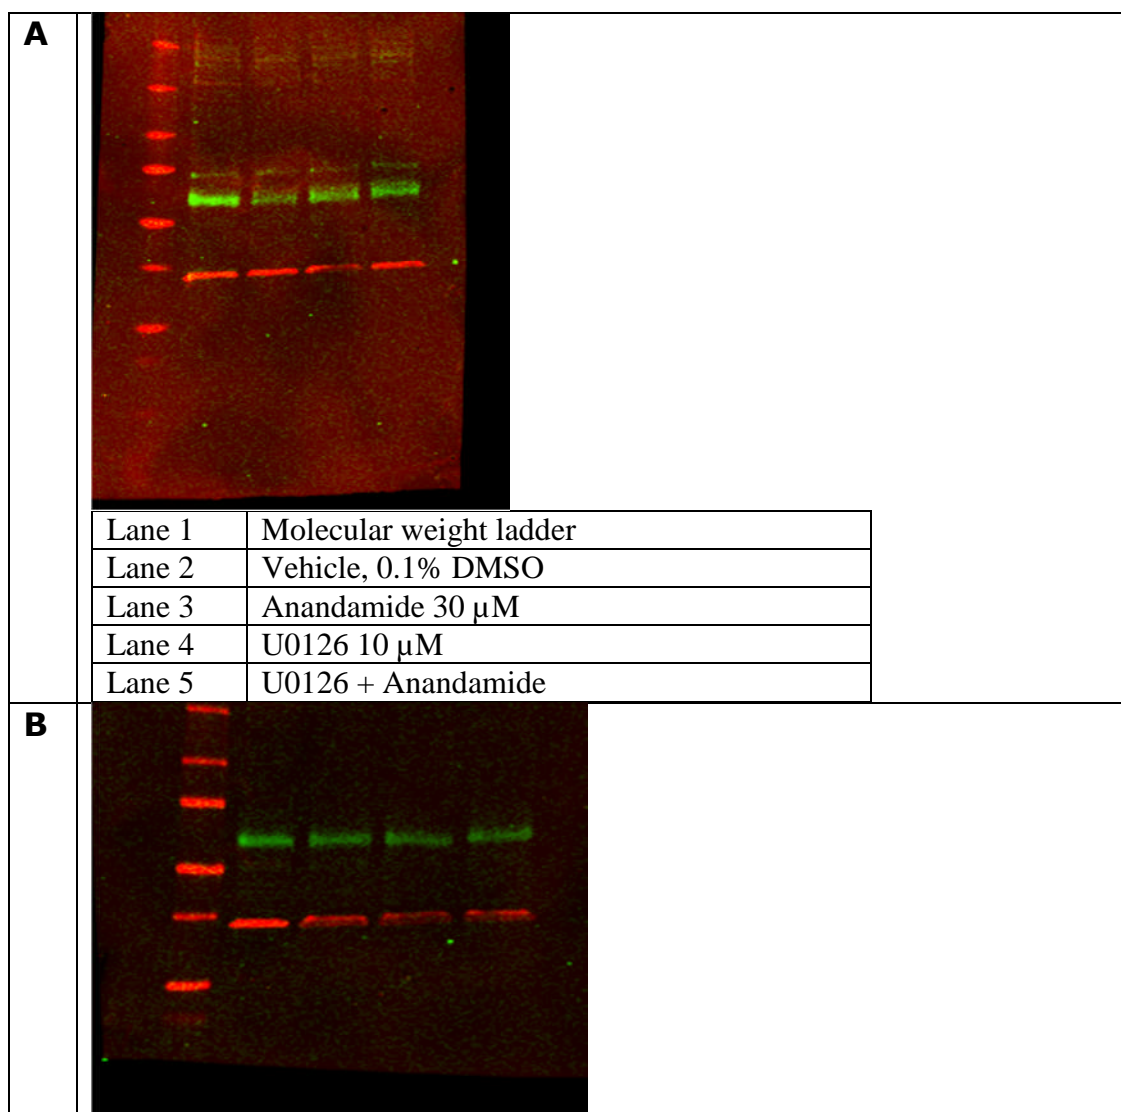 A
Lane 1 Molecular weight ladder
Lane 2 Vehicle, 0.1% DMSO
Lane 3 Anandamide 30 µM
Lane 4 U0126 10 µM
Lane 5 U0126 + Anandamide
B